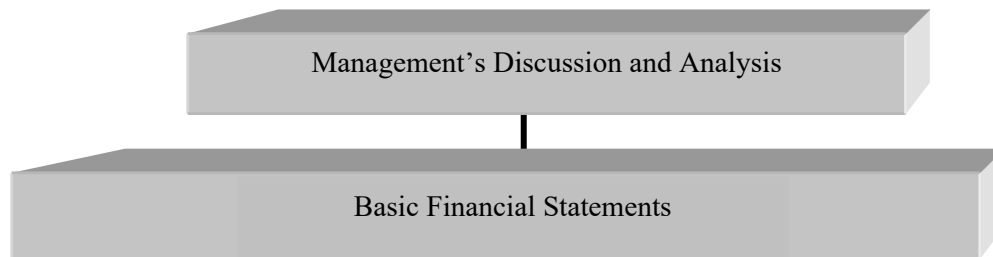 Management’s Discussion and Analysis
Basic Financial Statements